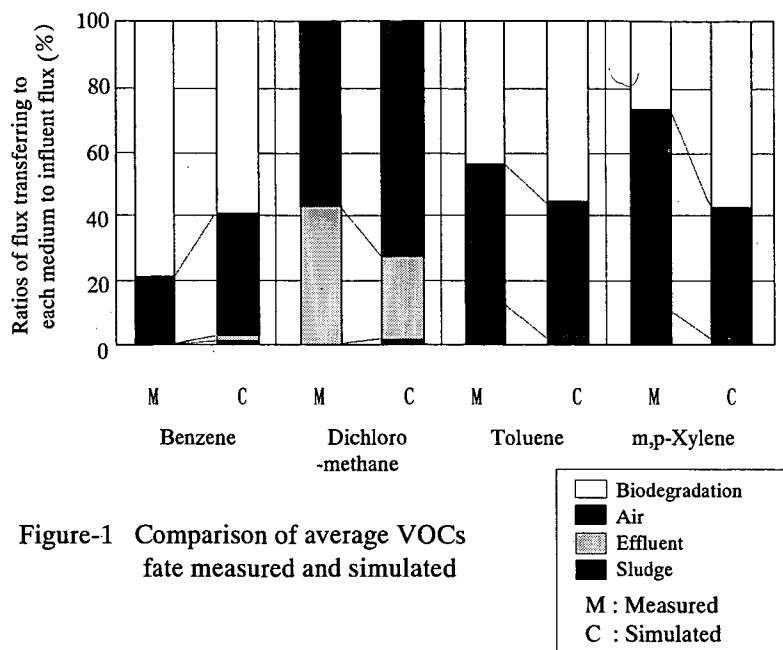 Ratios of flux transferring to
each medium to influent flux (%)
100
80
60
40
20
0
M C M C M C M C
Benzene Dichloro Toluene m,p-Xylene
-methane
Biodegradation
Air
Effluent
Sludge
M : Measured
C : Simulated
Figure-1 Comparison of average VOCs
fate measured and simulated